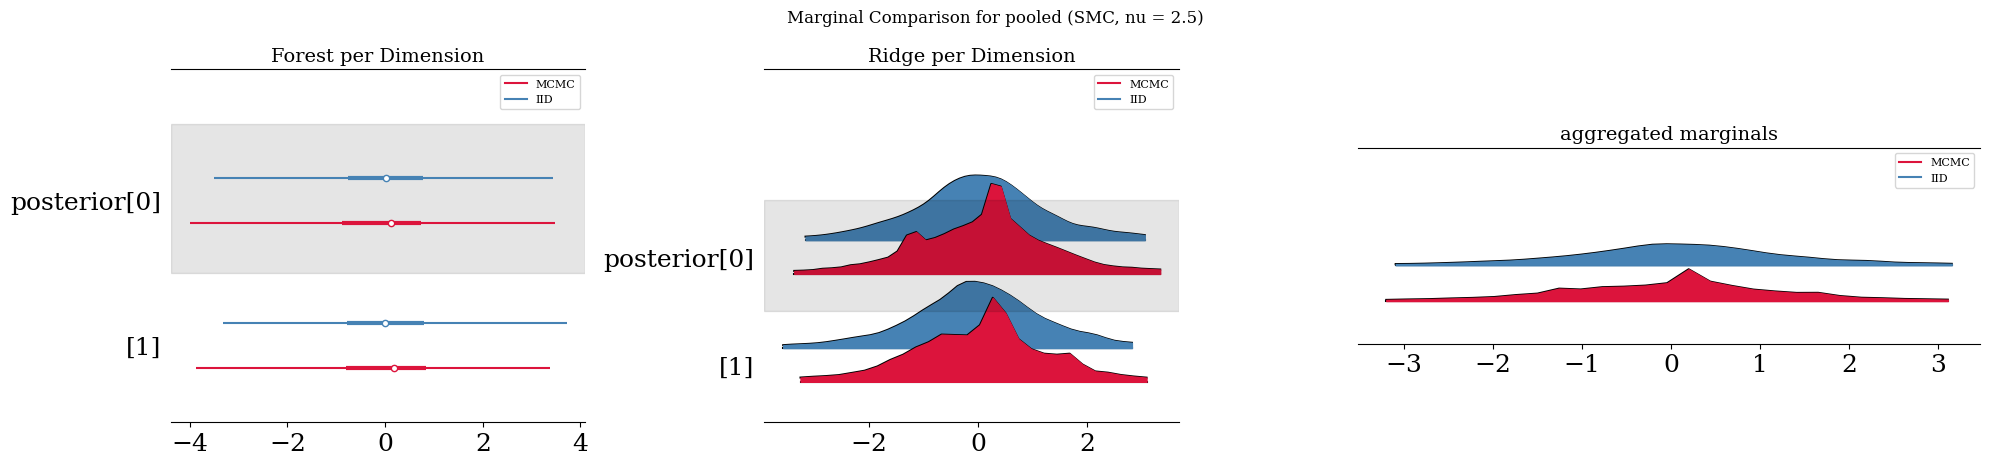 Marginal Comparison for pooled (SMC, nu = 2.5)
Forest per Dimension
MCMC
IID
posterior[0]
[1]
−4 −2 0 2 4
Ridge per Dimension
MCMC
IID
posterior[0]
[1]
−2 0 2
aggregated marginals
MCMC
IID
−3 −2 −1 0 1 2 3